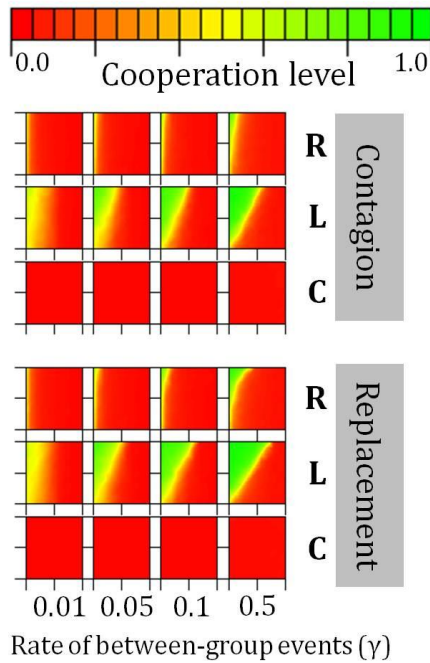 0.0 1.0
Cooperation level
R
L
C
Contagion
R
L
C
Replacement
0.01 0.05 0.1 0.5
Rate of between-group events (γ)